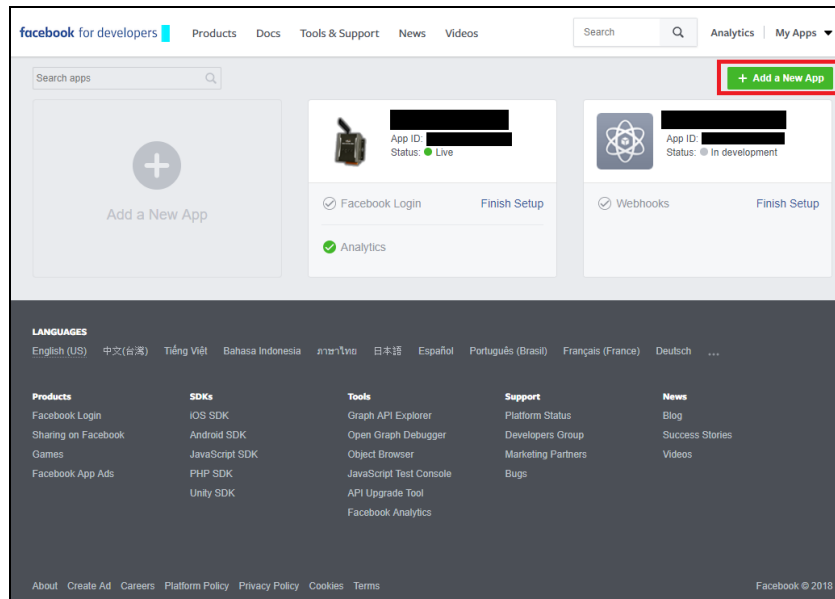 facebook for developers Products Docs Tools & Support News Videos Search Analytics My Apps
Search apps + Add a New App
App ID: App ID:
Status: Live Status: In development
Add a New App
Facebook Login Finish Setup Webhooks Finish Setup
Analytics
LANGUAGES
English (US) 中文(台灣) Tiếng Việt Bahasa Indonesia ภาษาไทย 日本語 Español Português (Brasil) Français (France) Deutsch ...
Products SDKs Tools Support News
Facebook Login iOS SDK Graph API Explorer Platform Status Blog
Sharing on Facebook Android SDK Open Graph Debugger Developers Group Success Stories
Games JavaScript SDK Object Browser Marketing Partners Videos
Facebook App Ads PHP SDK JavaScript Test Console Bugs
Unity SDK API Upgrade Tool
Facebook Analytics
About Create Ad Careers Platform Policy Privacy Policy Cookies Terms Facebook © 2018